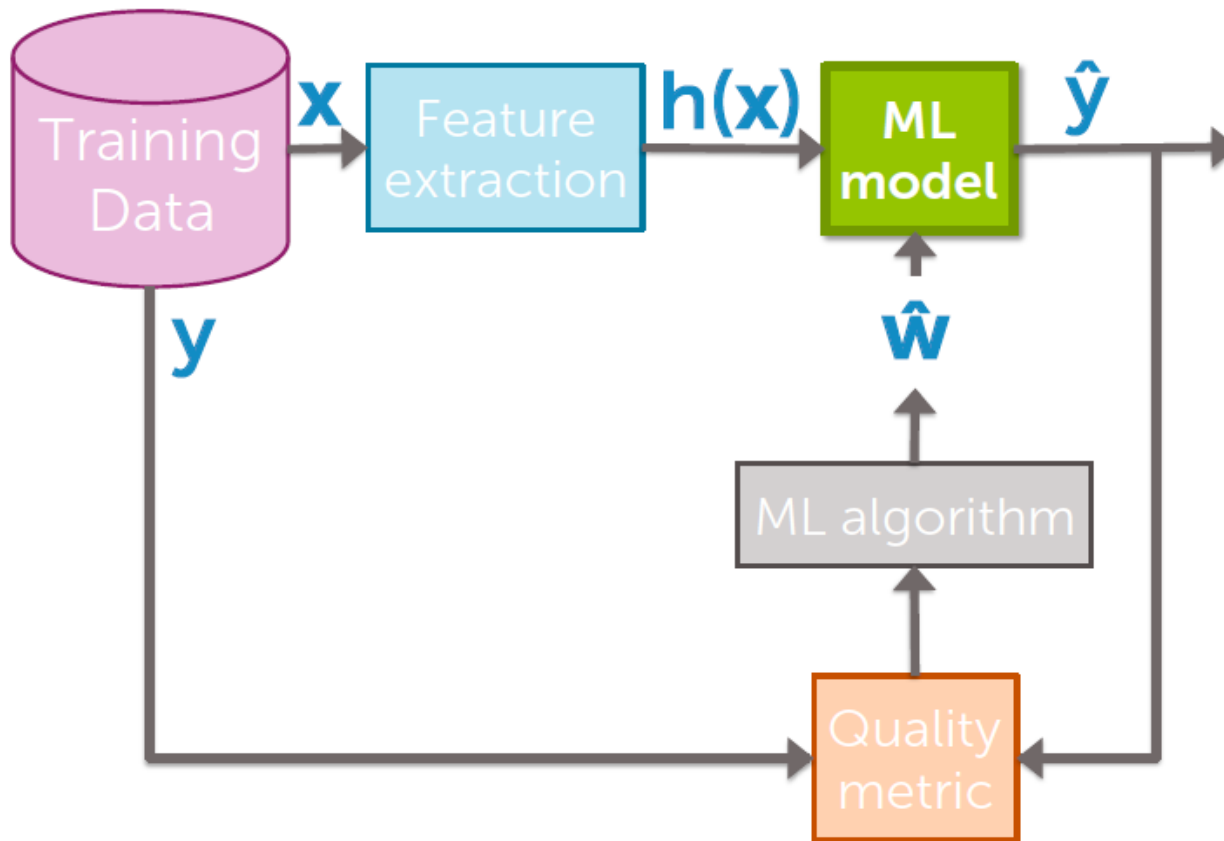 Training
Data
x
Feature
extraction
h(x)
ML
model
ŷ
y
ŵ
ML algorithm
Quality
metric